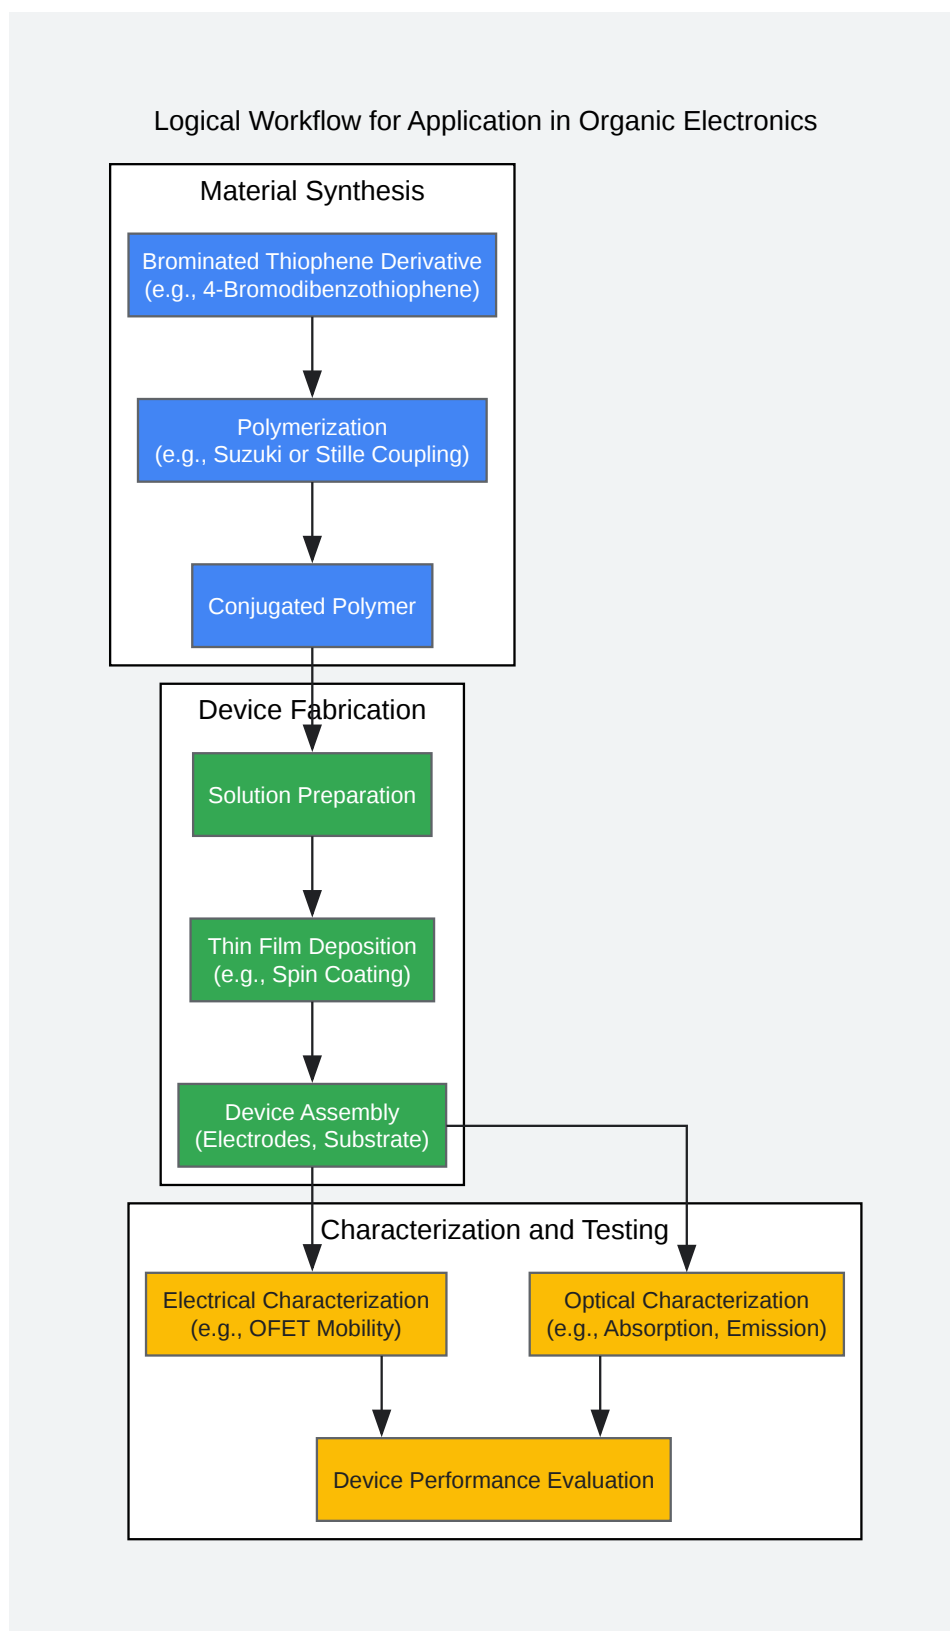 Logical Workflow for Application in Organic Electronics
Material Synthesis
Brominated Thiophene Derivative
(e.g., 4-Bromodibenzothiophene)
Polymerization
(e.g., Suzuki or Stille Coupling)
Conjugated Polymer
Device Fabrication
Solution Preparation
Thin Film Deposition
(e.g., Spin Coating)
Device Assembly
(Electrodes, Substrate)
Characterization and Testing
Electrical Characterization
(e.g., OFET Mobility)
Optical Characterization
(e.g., Absorption, Emission)
Device Performance Evaluation